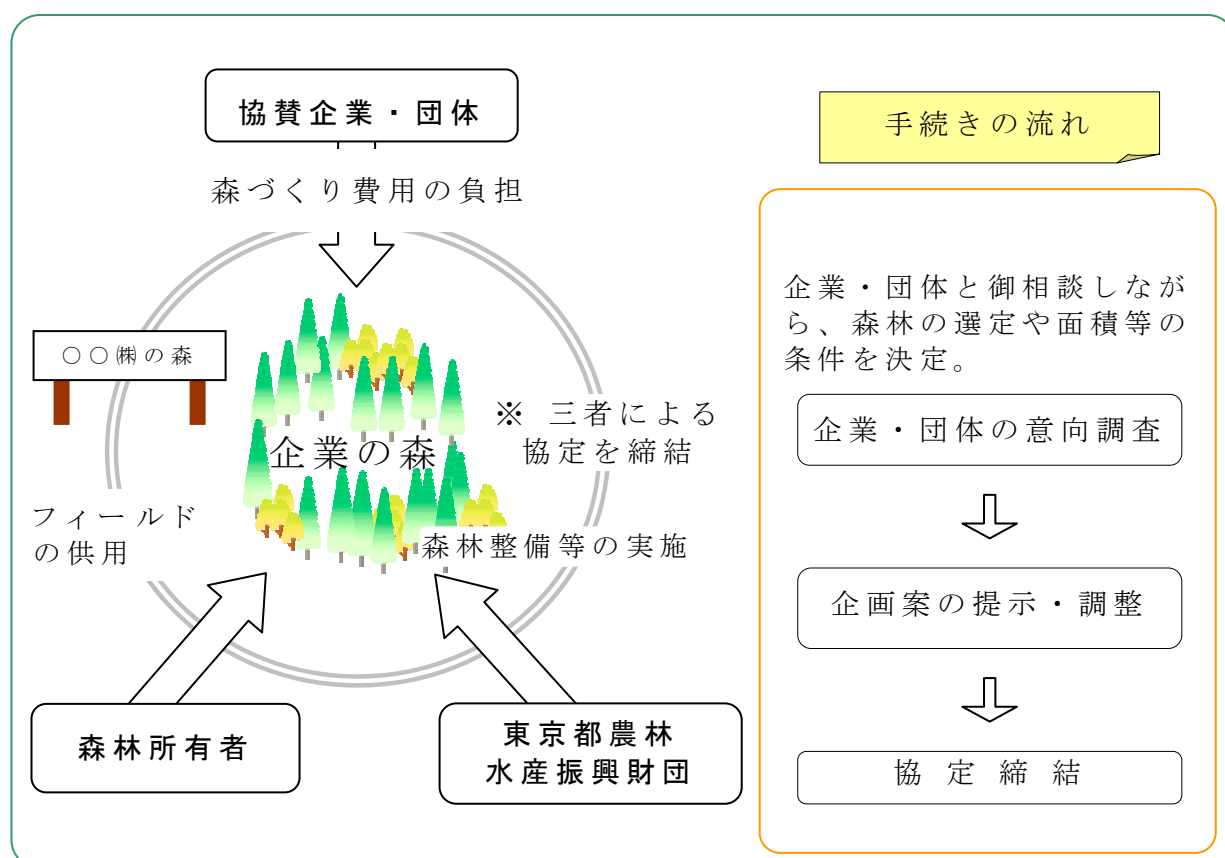 協賛企業・団体
森づくり費用の負担
○○㈱の森
企業の森
※ 三者による
協定を締結
フィールド
の供用
森林整備等の実施
森林所有者
東京都農林
水産振興財団
手続きの流れ
企業・団体と御相談しなが
ら、森林の選定や面積等の
条件を決定。
企業・団体の意向調査
企画案の提示・調整
協定締結